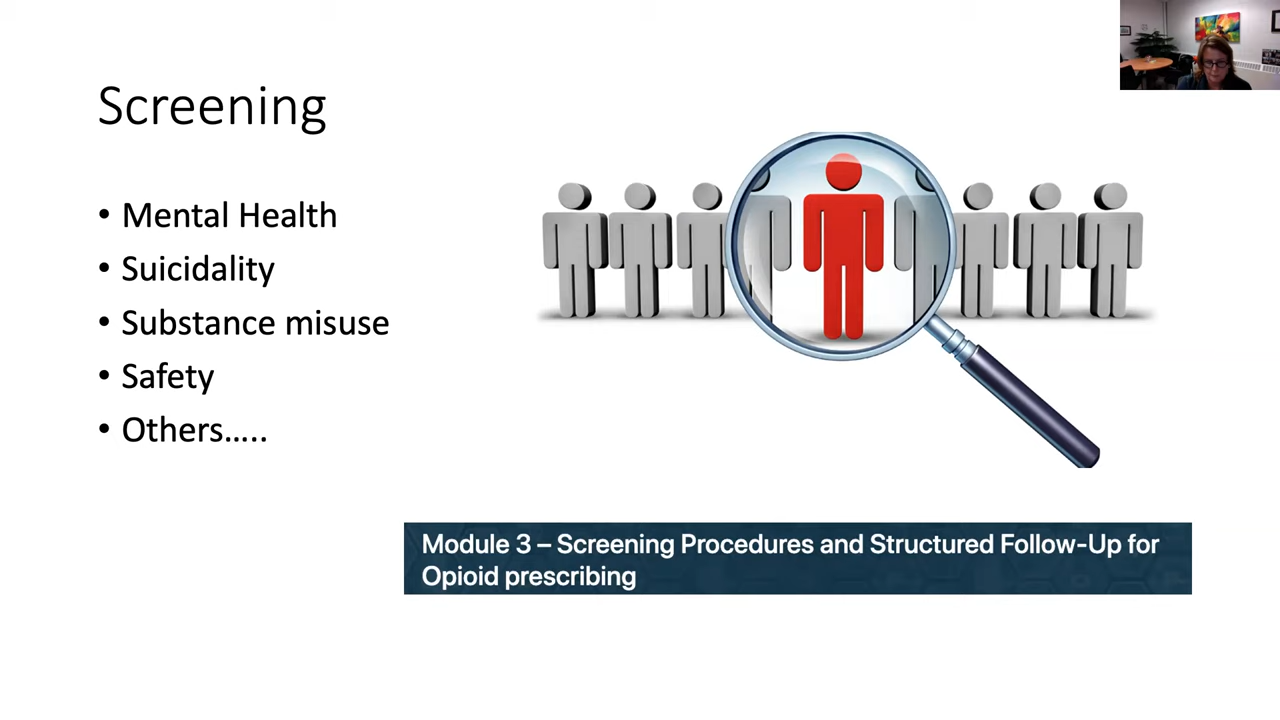 Screening
• Mental Health
• Suicidality
• Substance misuse
• Safety
• Others…..
Module 3 – Screening Procedures and Structured Follow-Up for
Opioid prescribing